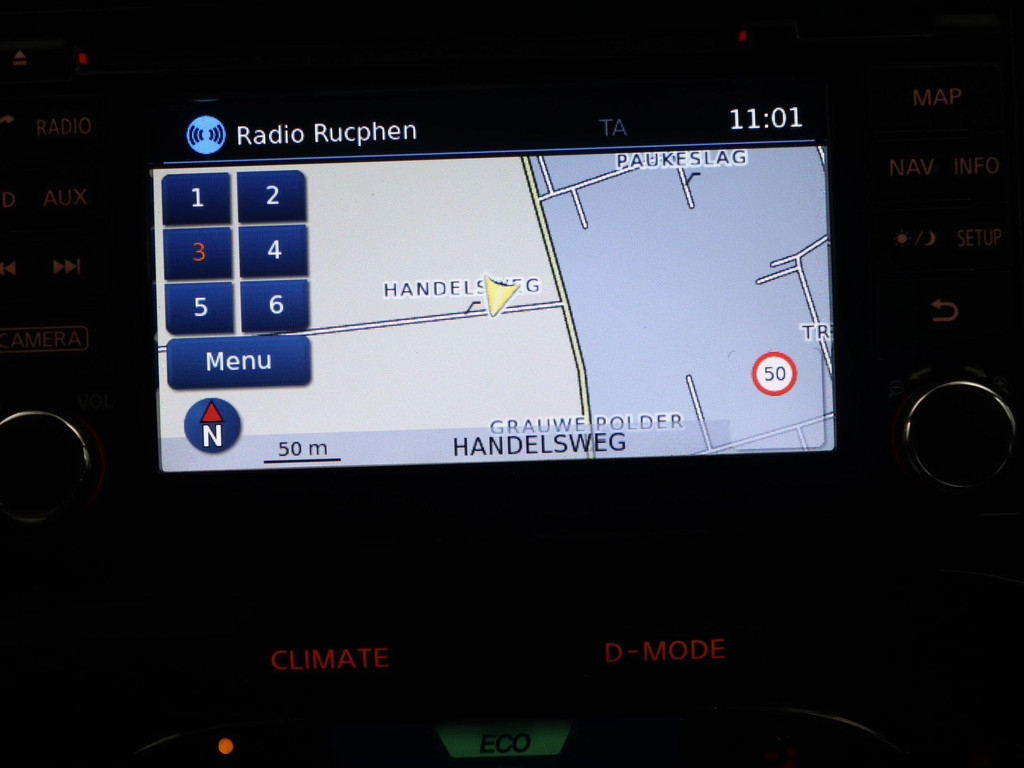 RADIO
D AUX
CAMERA
VOL
Radio Rucphen
TA
11:01
1 2
3 4
5 6
Menu
N
50 m
PAUKESLAG
HANDELSWEG
TR
50
GRAUWE POLDER
HANDELSWEG
MAP
NAV INFO
SETUP
CLIMATE
D-MODE
ECO